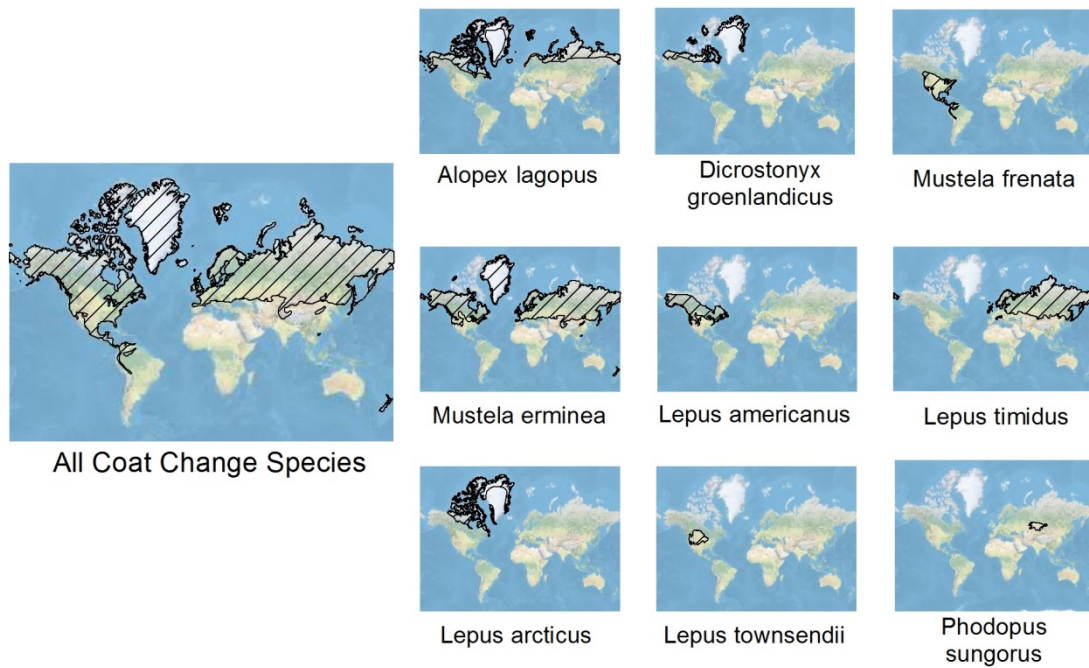 Alopex lagopus
Dicrostonyx
groenlandicus
Mustela frenata
All Coat Change Species
Mustela erminea
Lepus americanus
Lepus timidus
Lepus arcticus
Lepus townsendii
Phodopus
sungorus